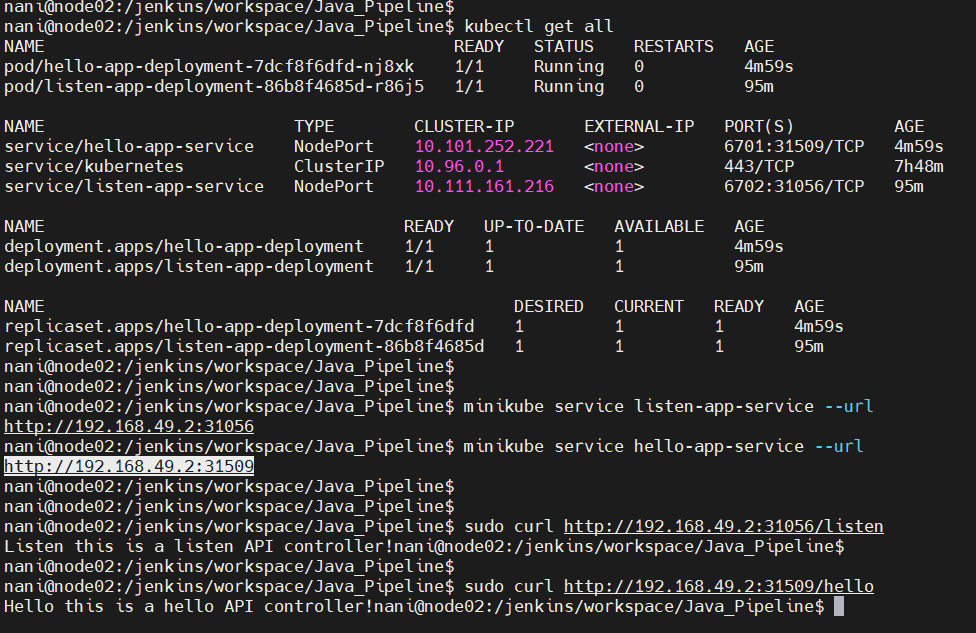 nani@node02:/jenkins/workspace/Java_Pipeline$
nani@node02:/jenkins/workspace/Java_Pipeline$ kubectl get all
NAME READY STATUS RESTARTS AGE
pod/hello-app-deployment-7dcf8f6dfd-nj8xk 1/1 Running 0 4m59s
pod/listen-app-deployment-86b8f4685d-r86j5 1/1 Running 0 95m
NAME TYPE CLUSTER-IP EXTERNAL-IP PORT(S) AGE
service/hello-app-service NodePort 10.101.252.221 <none> 6701:31509/TCP 4m59s
service/kubernetes ClusterIP 10.96.0.1 <none> 443/TCP 7h48m
service/listen-app-service NodePort 10.111.161.216 <none> 6702:31056/TCP 95m
NAME READY UP-TO-DATE AVAILABLE AGE
deployment.apps/hello-app-deployment 1/1 1 1 4m59s
deployment.apps/listen-app-deployment 1/1 1 1 95m
NAME DESIRED CURRENT READY AGE
replicaset.apps/hello-app-deployment-7dcf8f6dfd 1 1 1 4m59s
replicaset.apps/listen-app-deployment-86b8f4685d 1 1 1 95m
nani@node02:/jenkins/workspace/Java_Pipeline$
nani@node02:/jenkins/workspace/Java_Pipeline$
nani@node02:/jenkins/workspace/Java_Pipeline$ minikube service listen-app-service --url
http://192.168.49.2:31056
nani@node02:/jenkins/workspace/Java_Pipeline$ minikube service hello-app-service --url
http://192.168.49.2:31509
nani@node02:/jenkins/workspace/Java_Pipeline$
nani@node02:/jenkins/workspace/Java_Pipeline$
nani@node02:/jenkins/workspace/Java_Pipeline$ sudo curl http://192.168.49.2:31056/listen
Listen this is a listen API controller!nani@node02:/jenkins/workspace/Java_Pipeline$
nani@node02:/jenkins/workspace/Java_Pipeline$
nani@node02:/jenkins/workspace/Java_Pipeline$ sudo curl http://192.168.49.2:31509/hello
Hello this is a hello API controller!nani@node02:/jenkins/workspace/Java_Pipeline$